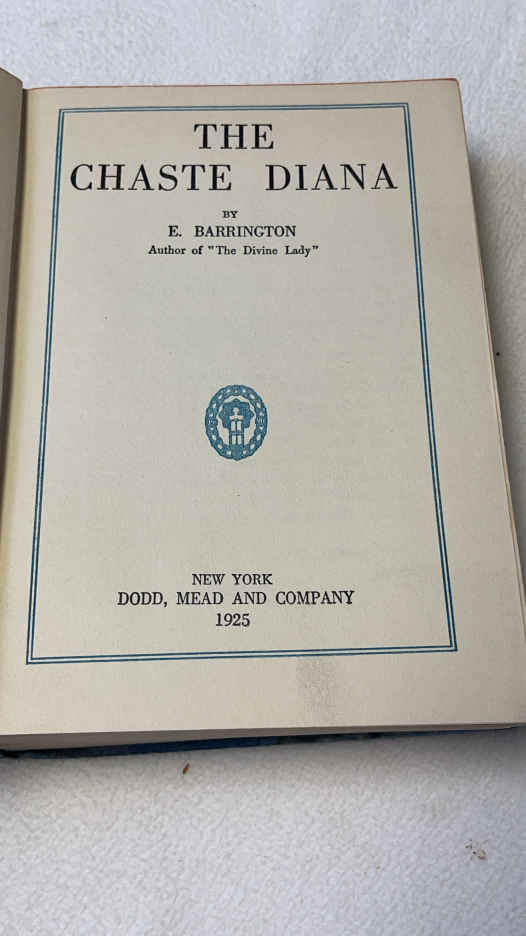 THE
CHASTE DIANA
BY
E. BARRINGTON
Author of "The Divine Lady"
NEW YORK
DODD, MEAD AND COMPANY
1925